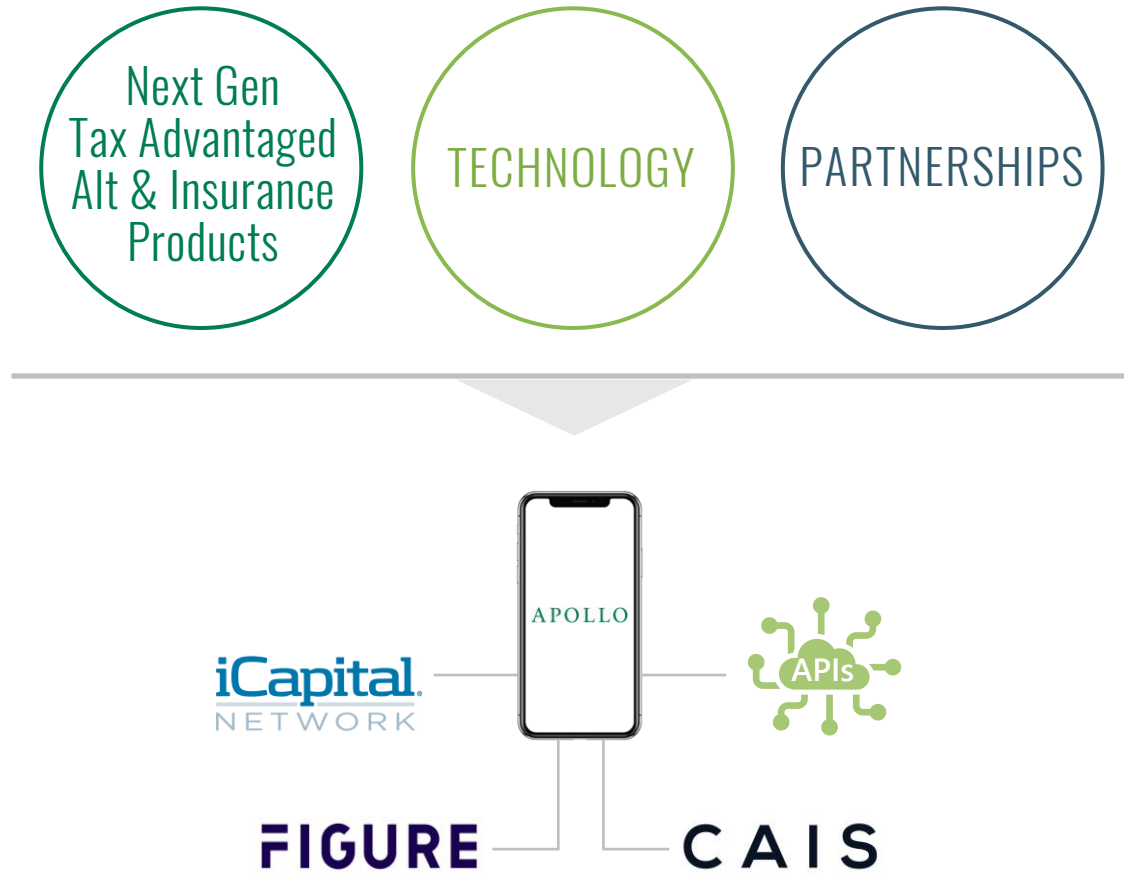 Next Gen
Tax Advantaged
Alt & Insurance
Products
TECHNOLOGY
PARTNERSHIPS
APOLLO
iCapital.
NETWORK
APIs
FIGURE
CAIS